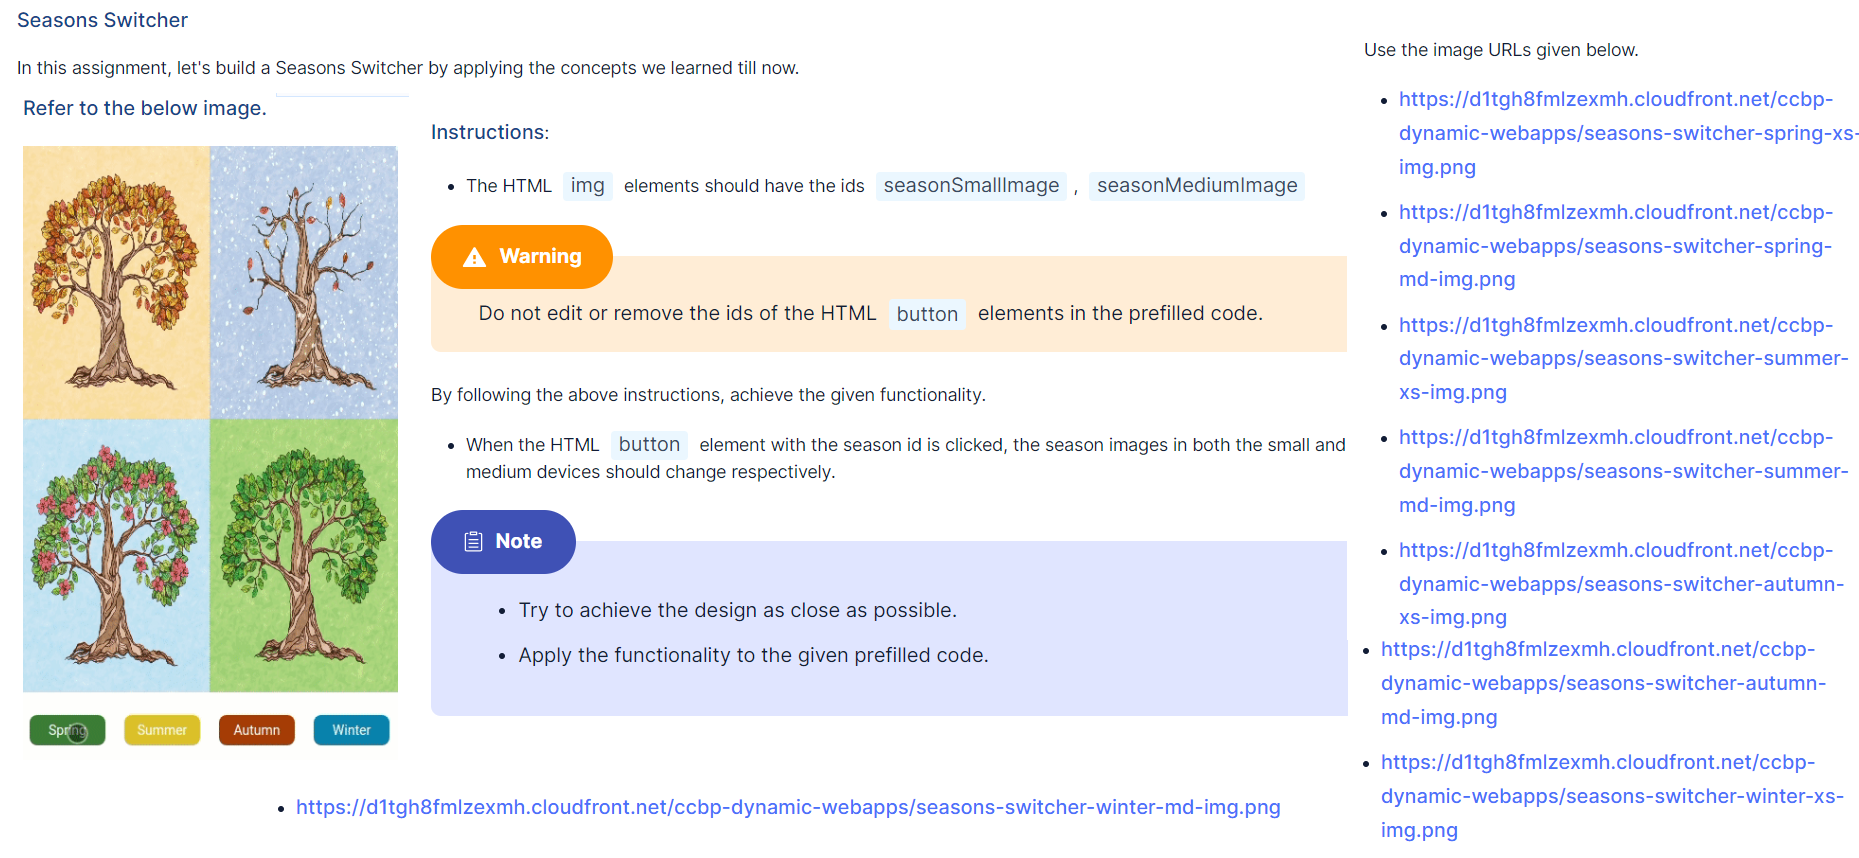 Seasons Switcher
In this assignment, let's build a Seasons Switcher by applying the concepts we learned till now.
Refer to the below image.
Spring
Summer
Autumn
Winter
Instructions:
• The HTML img elements should have the ids seasonSmallImage , seasonMediumImage
Warning
Do not edit or remove the ids of the HTML button elements in the prefilled code.
By following the above instructions, achieve the given functionality.
• When the HTML button element with the season id is clicked, the season images in both the small and
medium devices should change respectively.
Note
• Try to achieve the design as close as possible.
• Apply the functionality to the given prefilled code.
Use the image URLs given below.
• https://d1tgh8fmlzexmh.cloudfront.net/ccbp-
dynamic-webapps/seasons-switcher-spring-xs-
img.png
• https://d1tgh8fmlzexmh.cloudfront.net/ccbp-
dynamic-webapps/seasons-switcher-spring-
md-img.png
• https://d1tgh8fmlzexmh.cloudfront.net/ccbp-
dynamic-webapps/seasons-switcher-summer-
xs-img.png
• https://d1tgh8fmlzexmh.cloudfront.net/ccbp-
dynamic-webapps/seasons-switcher-summer-
md-img.png
• https://d1tgh8fmlzexmh.cloudfront.net/ccbp-
dynamic-webapps/seasons-switcher-autumn-
xs-img.png
• https://d1tgh8fmlzexmh.cloudfront.net/ccbp-
dynamic-webapps/seasons-switcher-autumn-
md-img.png
• https://d1tgh8fmlzexmh.cloudfront.net/ccbp-
dynamic-webapps/seasons-switcher-winter-xs-
img.png
• https://d1tgh8fmlzexmh.cloudfront.net/ccbp-dynamic-webapps/seasons-switcher-winter-md-img.png